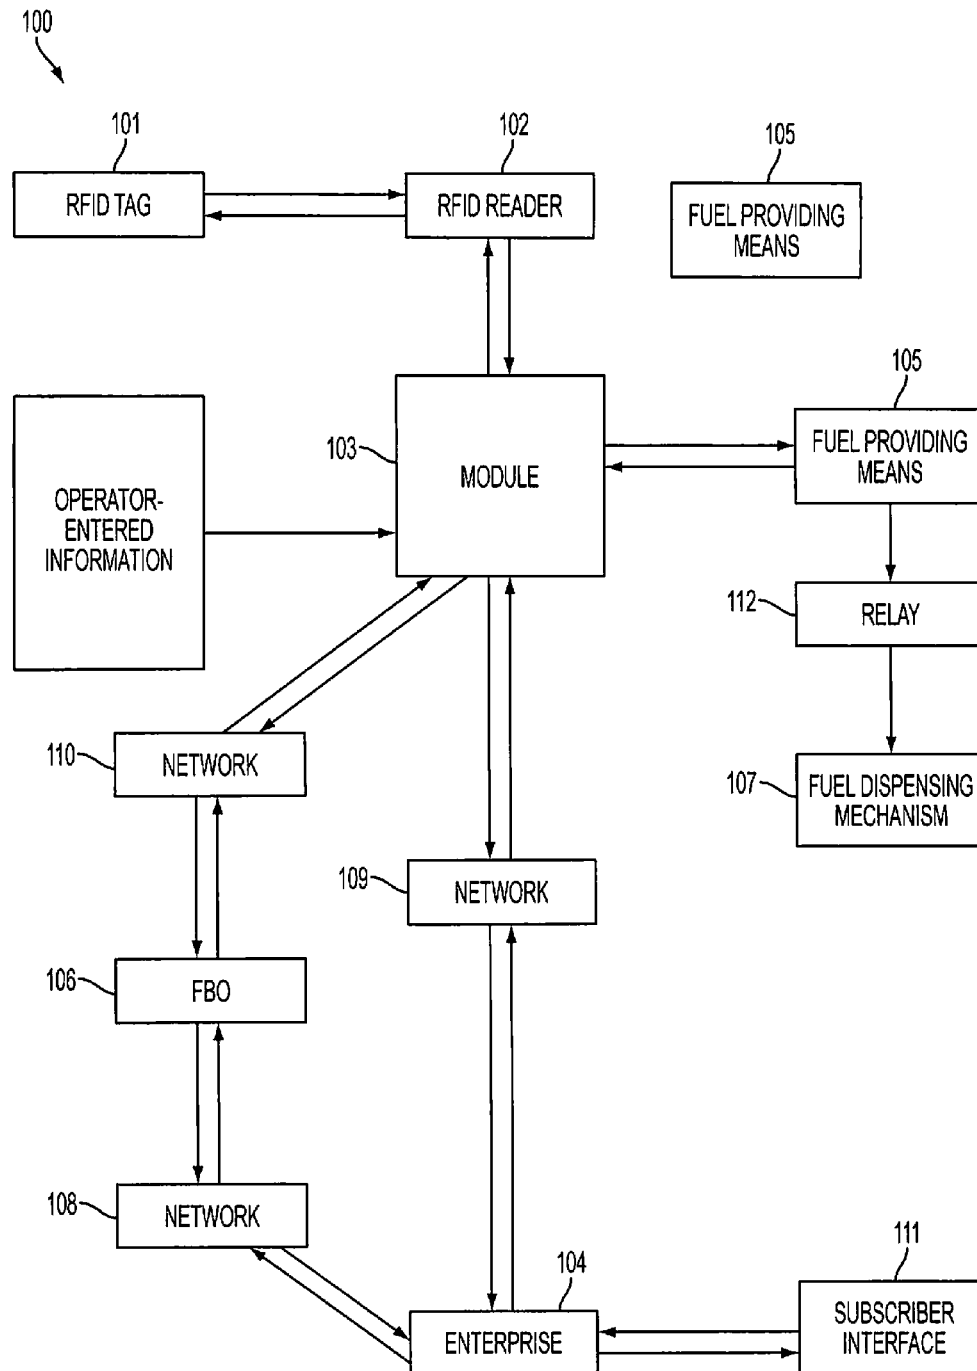 100
101
102
105
RFID TAG
RFID READER
FUEL PROVIDING
MEANS
105
103
MODULE
FUEL PROVIDING
MEANS
OPERATOR-
ENTERED
INFORMATION
112
RELAY
110
NETWORK
107
FUEL DISPENSING
MECHANISM
109
NETWORK
106
FBO
108
NETWORK
104
111
ENTERPRISE
SUBSCRIBER
INTERFACE